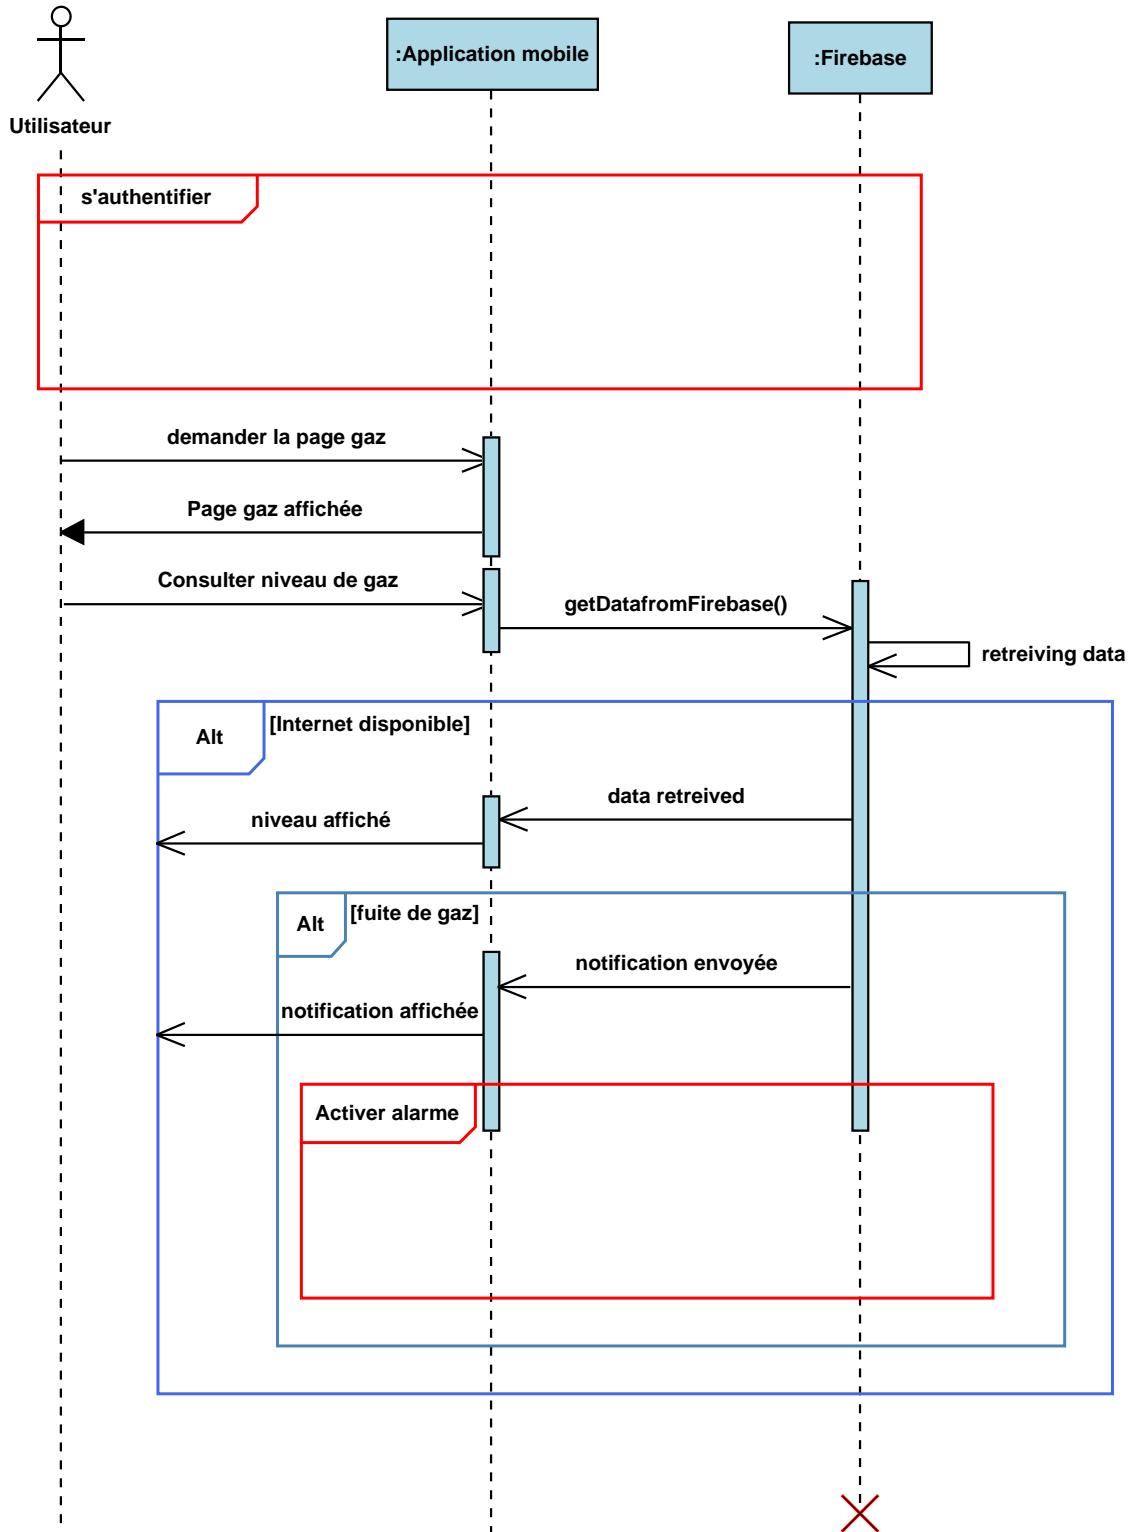 :Application mobile
:Firebase
Utilisateur
s'authentifier
demander la page gaz
Page gaz affichée
Consulter niveau de gaz
getDatafromFirebase()
retreiving data
Alt
[Internet disponible]
data retreived
niveau affiché
Alt
[fuite de gaz]
notification envoyée
notification affichée
Activer alarme